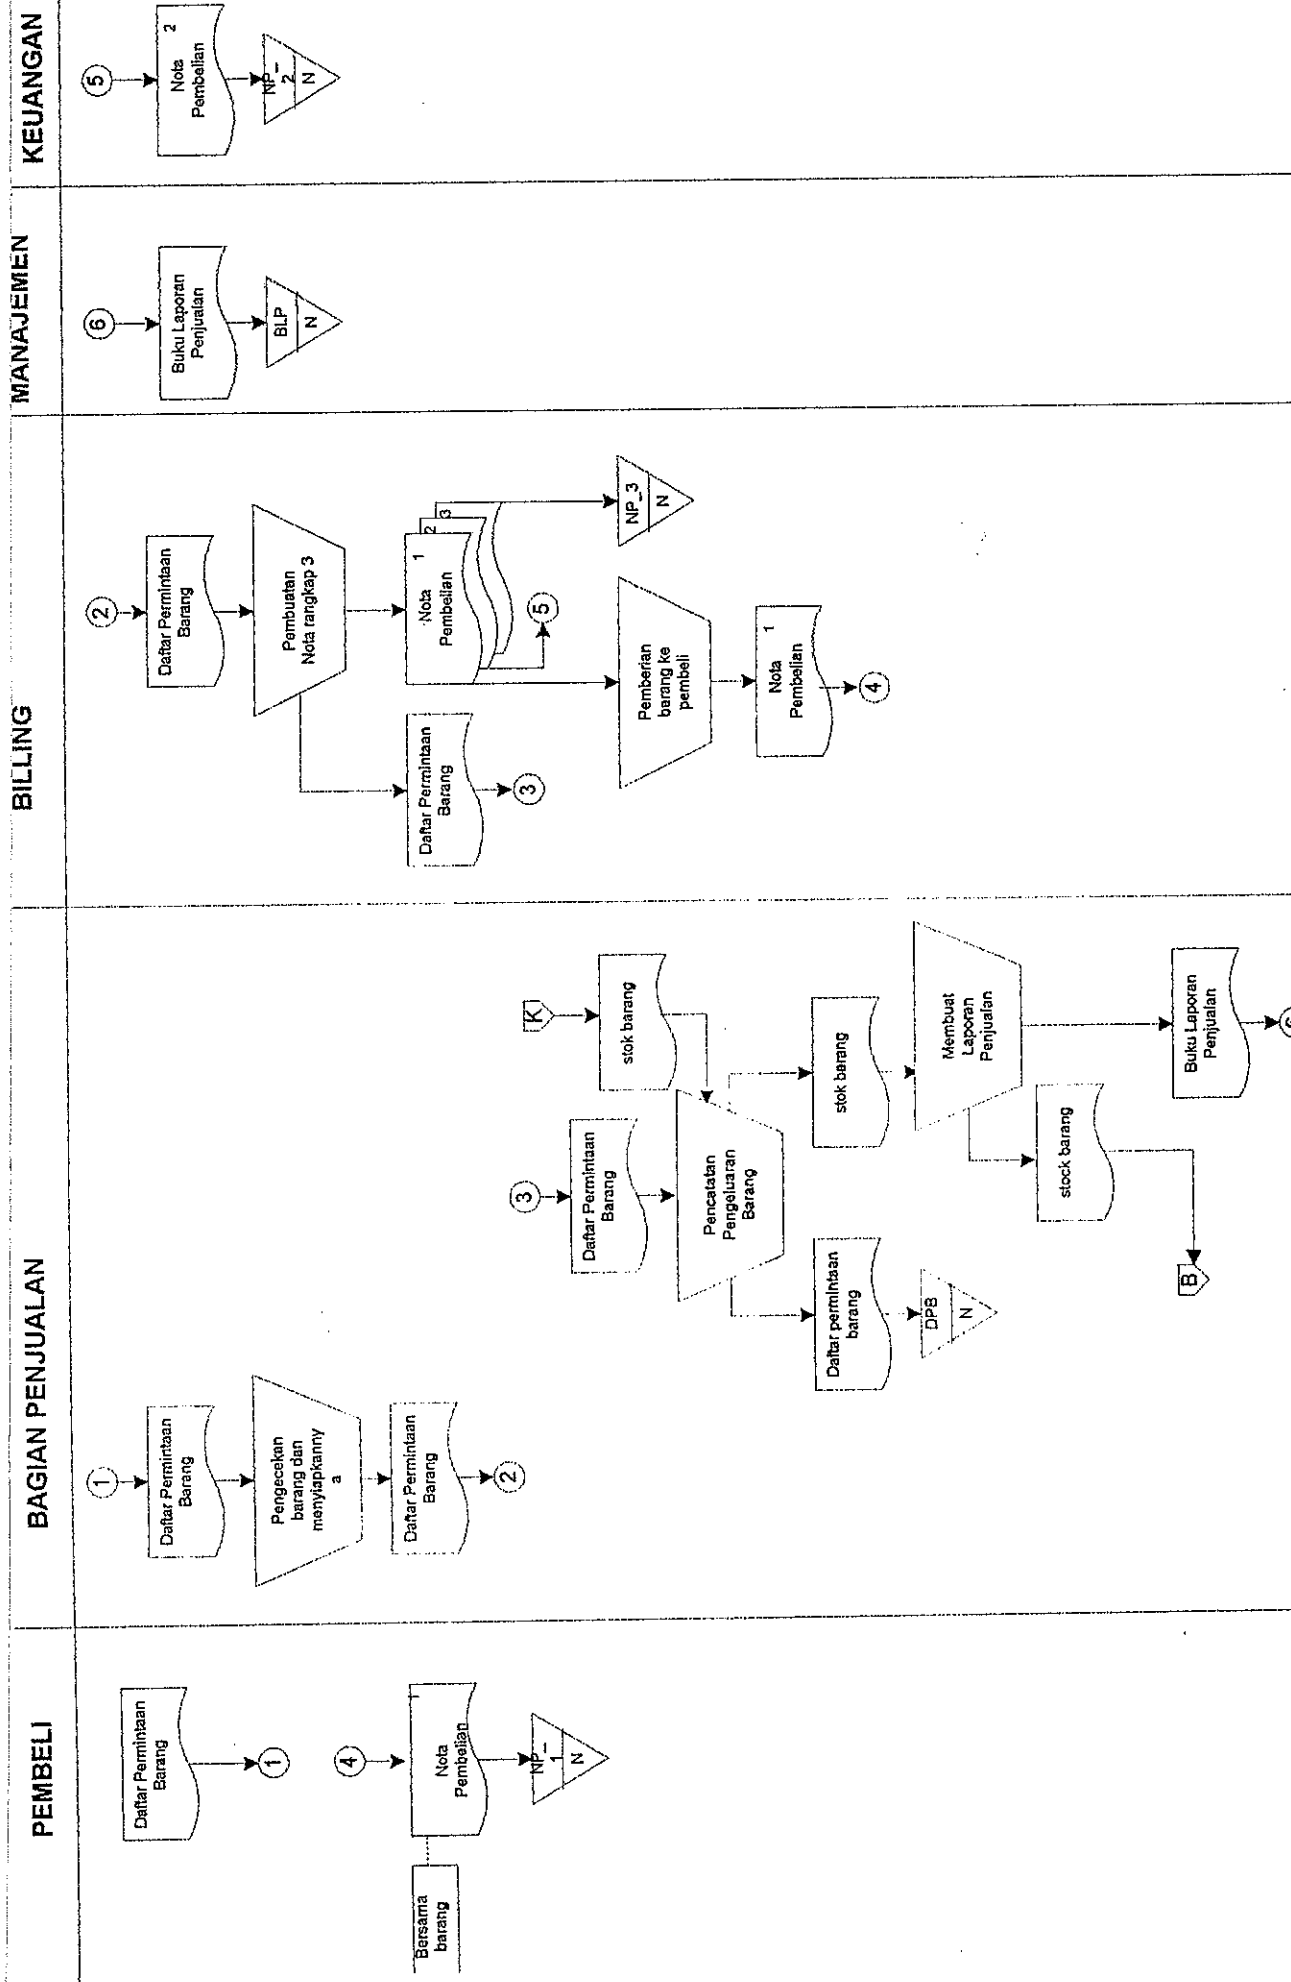 PEMBELI
Daftar Permintaan
Barang
1
4
1
Nota
Pembelian
Bersama
barang
NP_
1
N
BAGIAN PENJUALAN
1
Daftar Permintaan
Barang
Pengecekan
barang dan
menyiapkanny
a
Daftar Permintaan
Barang
2
3
Daftar Permintaan
Barang
K
stok barang
Pencatatan
Pengeluaran
Barang
Daftar permintaan
barang
DPB
N
stok barang
Membuat
Laporan
Penjualan
stock barang
B
Buku Laporan
Penjualan
6
BILLING
2
Daftar Permintaan
Barang
Pembuatan
Nota rangkap 3
Daftar Permintaan
Barang
3
1
2
3
Nota
Pembelian
5
NP_3
N
Pemberian
barang ke
pembeli
1
Nota
Pembelian
4
MANAJEMEN
6
Buku Laporan
Penjualan
BLP
N
KEUANGAN
5
2
Nota
Pembelian
NP_
2
N